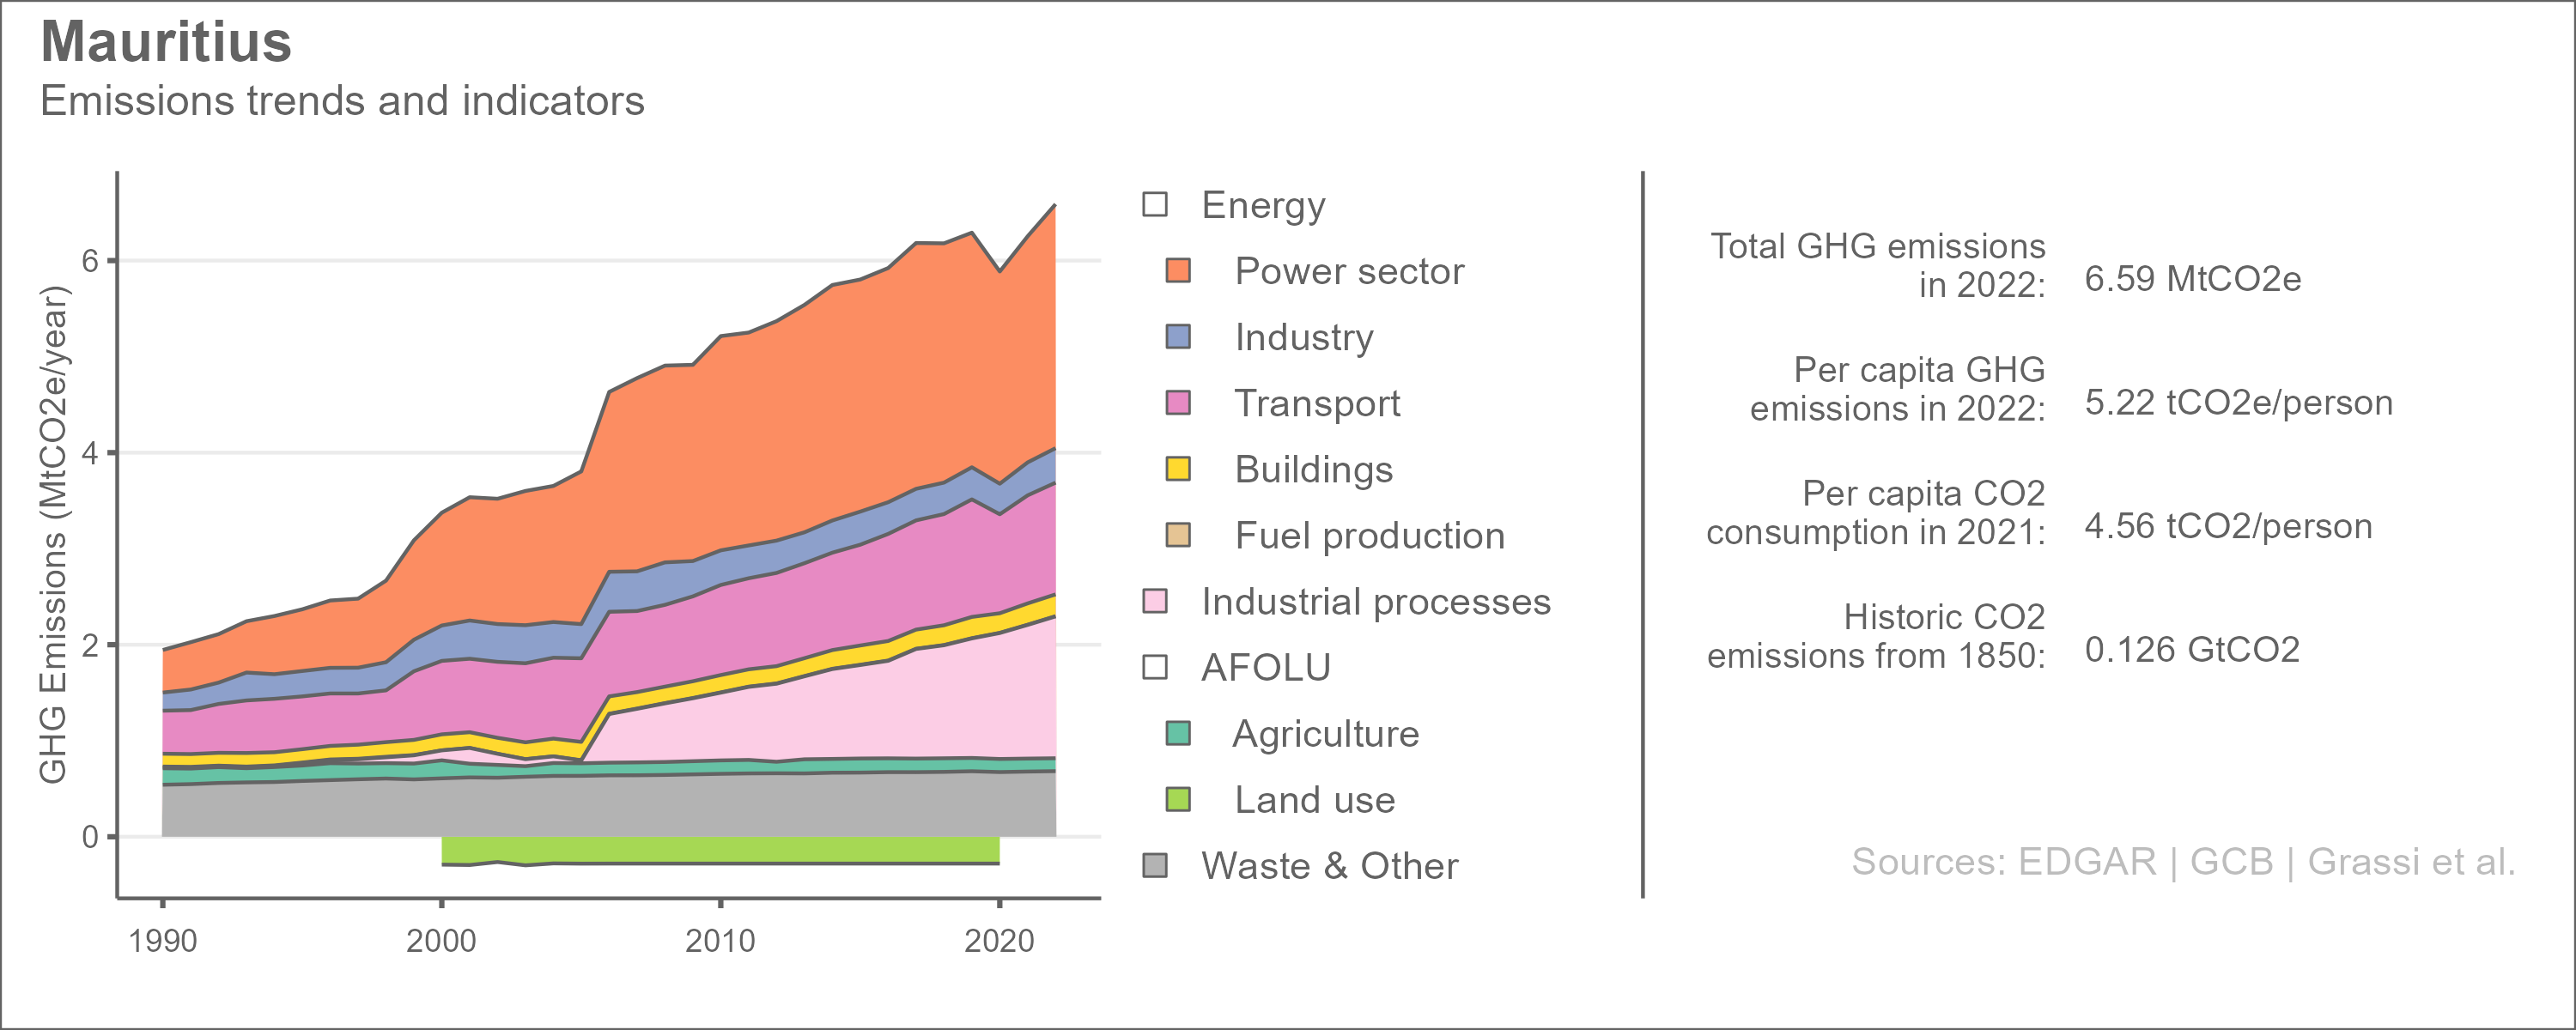 Mauritius
Emissions trends and indicators
GHG Emissions (MtCO2e/year)
6
4
2
0
1990
2000
2010
2020
Energy
Power sector
Industry
Transport
Buildings
Fuel production
Industrial processes
AFOLU
Agriculture
Land use
Waste & Other
Total GHG emissions
in 2022:
6.59 MtCO2e
Per capita GHG
emissions in 2022:
5.22 tCO2e/person
Per capita CO2
consumption in 2021:
4.56 tCO2/person
Historic CO2
emissions from 1850:
0.126 GtCO2
Sources: EDGAR | GCB | Grassi et al.